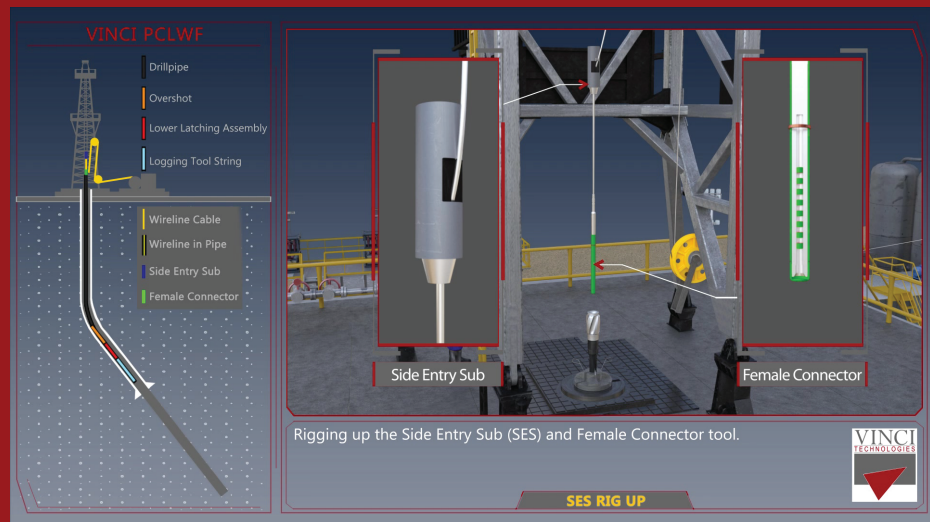 VINCI PCLWF
Drillpipe
Overshot
Lower Latching Assembly
Logging Tool String
Wireline Cable
Wireline in Pipe
Side Entry Sub
Female Connector
Side Entry Sub
Female Connector
Rigging up the Side Entry Sub (SES) and Female Connector tool.
VINCI
TECHNOLOGIES
SES RIG UP